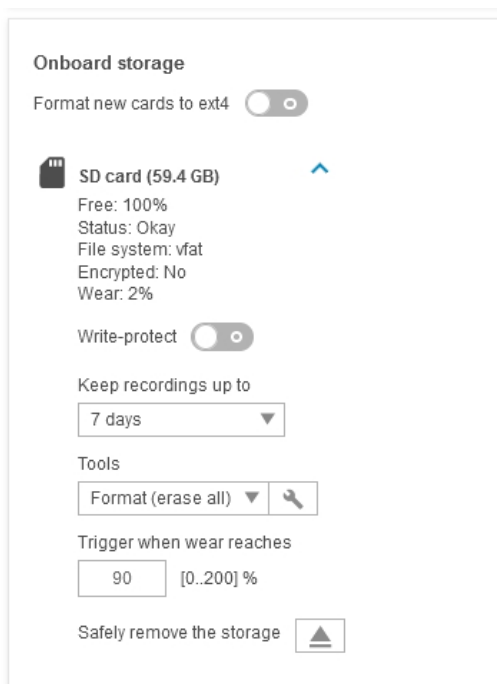 Onboard storage
Format new cards to ext4
SD card (59.4 GB)
Free: 100%
Status: Okay
File system: vfat
Encrypted: No
Wear: 2%
Write-protect
Keep recordings up to
7 days
Tools
Format (erase all)
Trigger when wear reaches
90 [0..200] %
Safely remove the storage